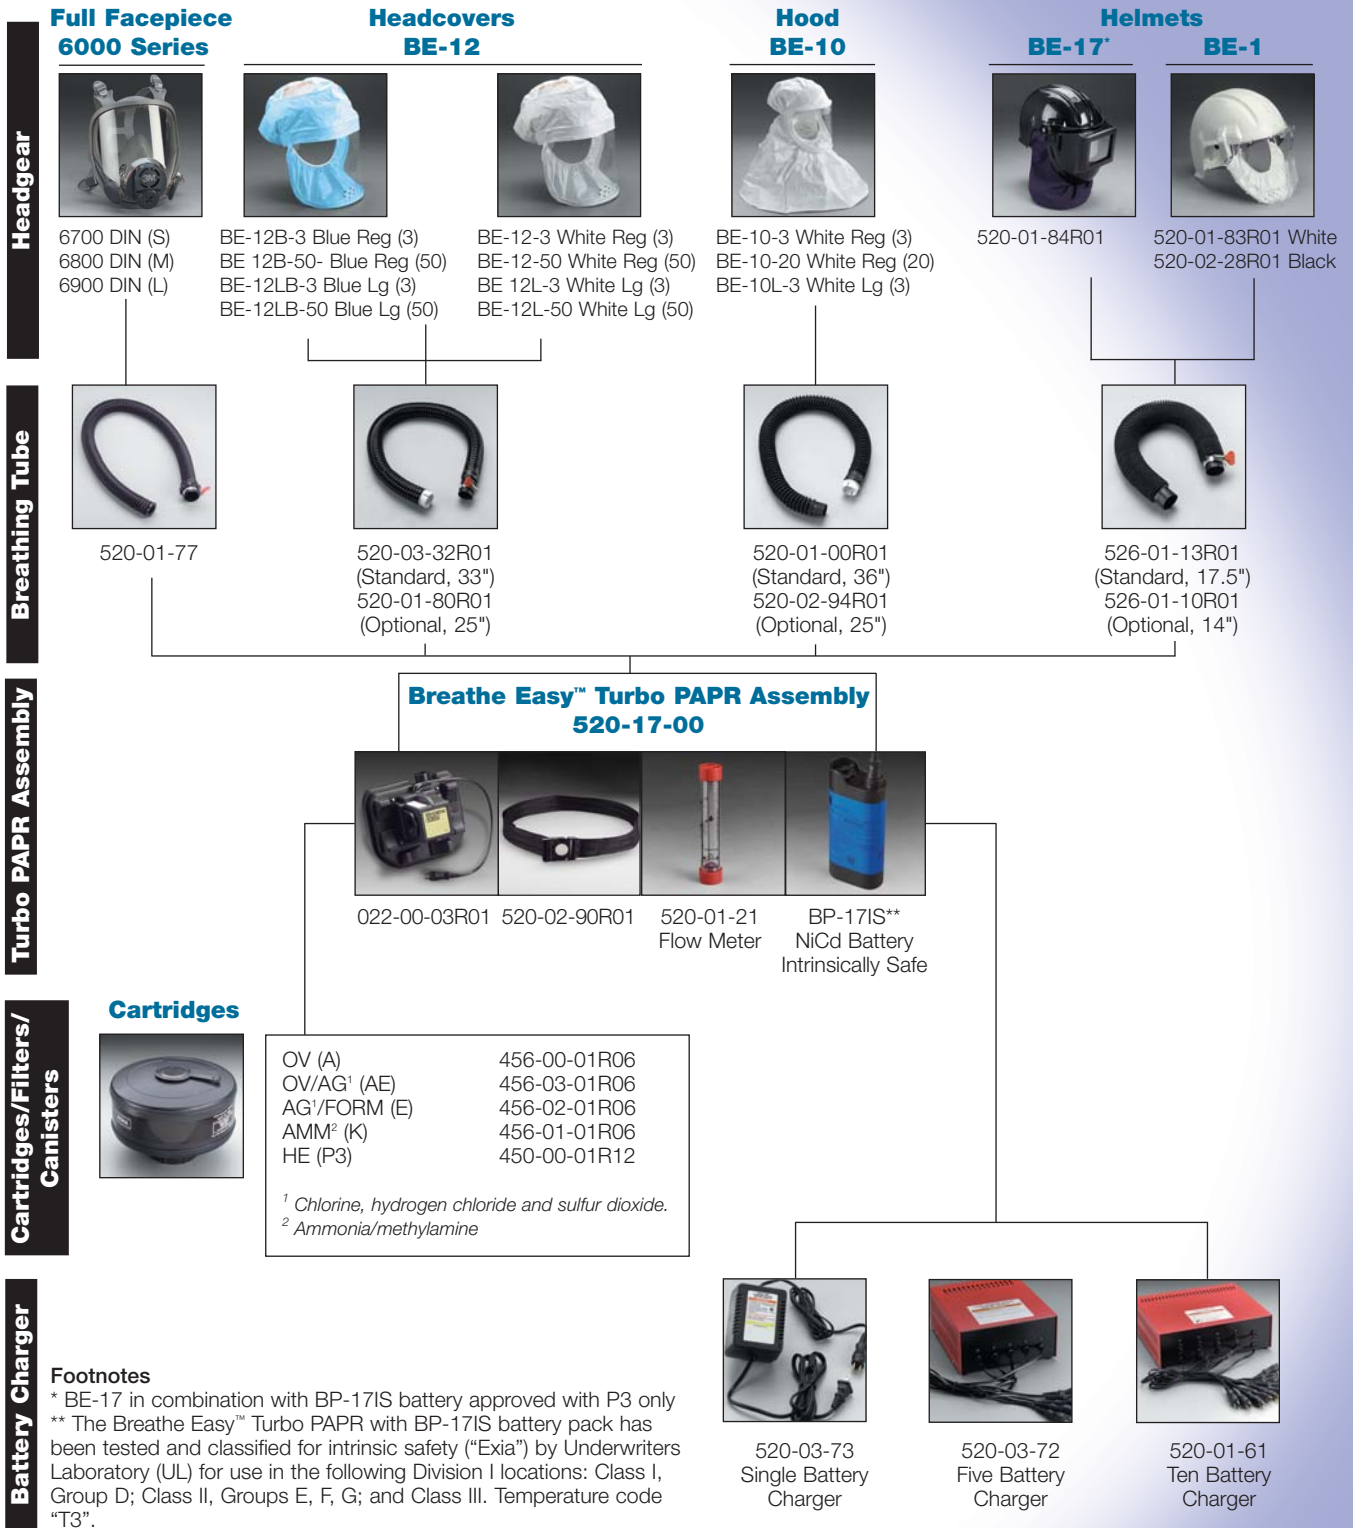 Full Facepiece
6000 Series
Headcovers
BE-12
Hood
BE-10
Helmets
BE-17*
BE-1
Headgear
6700 DIN (S)
6800 DIN (M)
6900 DIN (L)
BE-12B-3 Blue Reg (3)
BE 12B-50- Blue Reg (50)
BE-12LB-3 Blue Lg (3)
BE-12LB-50 Blue Lg (50)
BE-12-3 White Reg (3)
BE-12-50 White Reg (50)
BE 12L-3 White Lg (3)
BE-12L-50 White Lg (50)
BE-10-3 White Reg (3)
BE-10-20 White Reg (20)
BE-10L-3 White Lg (3)
520-01-84R01
520-01-83R01 White
520-02-28R01 Black
Breathing Tube
520-01-77
520-03-32R01
(Standard, 33")
520-01-80R01
(Optional, 25")
520-01-00R01
(Standard, 36")
520-02-94R01
(Optional, 25")
526-01-13R01
(Standard, 17.5")
526-01-10R01
(Optional, 14")
Turbo PAPR Assembly
Breathe Easy™ Turbo PAPR Assembly
520-17-00
022-00-03R01
520-02-90R01
520-01-21
Flow Meter
BP-17IS**
NiCd Battery
Intrinsically Safe
Cartridges/Filters/
Canisters
Cartridges
OV (A) 456-00-01R06
OV/AG¹ (AE) 456-03-01R06
AG¹/FORM (E) 456-02-01R06
AMM² (K) 456-01-01R06
HE (P3) 450-00-01R12
¹ Chlorine, hydrogen chloride and sulfur dioxide.
² Ammonia/methylamine
Battery Charger
520-03-73
Single Battery
Charger
520-03-72
Five Battery
Charger
520-01-61
Ten Battery
Charger
Footnotes
* BE-17 in combination with BP-17IS battery approved with P3 only
** The Breathe Easy™ Turbo PAPR with BP-17IS battery pack has
been tested and classified for intrinsic safety (“Exia”) by Underwriters
Laboratory (UL) for use in the following Division I locations: Class I,
Group D; Class II, Groups E, F, G; and Class III. Temperature code
“T3”.